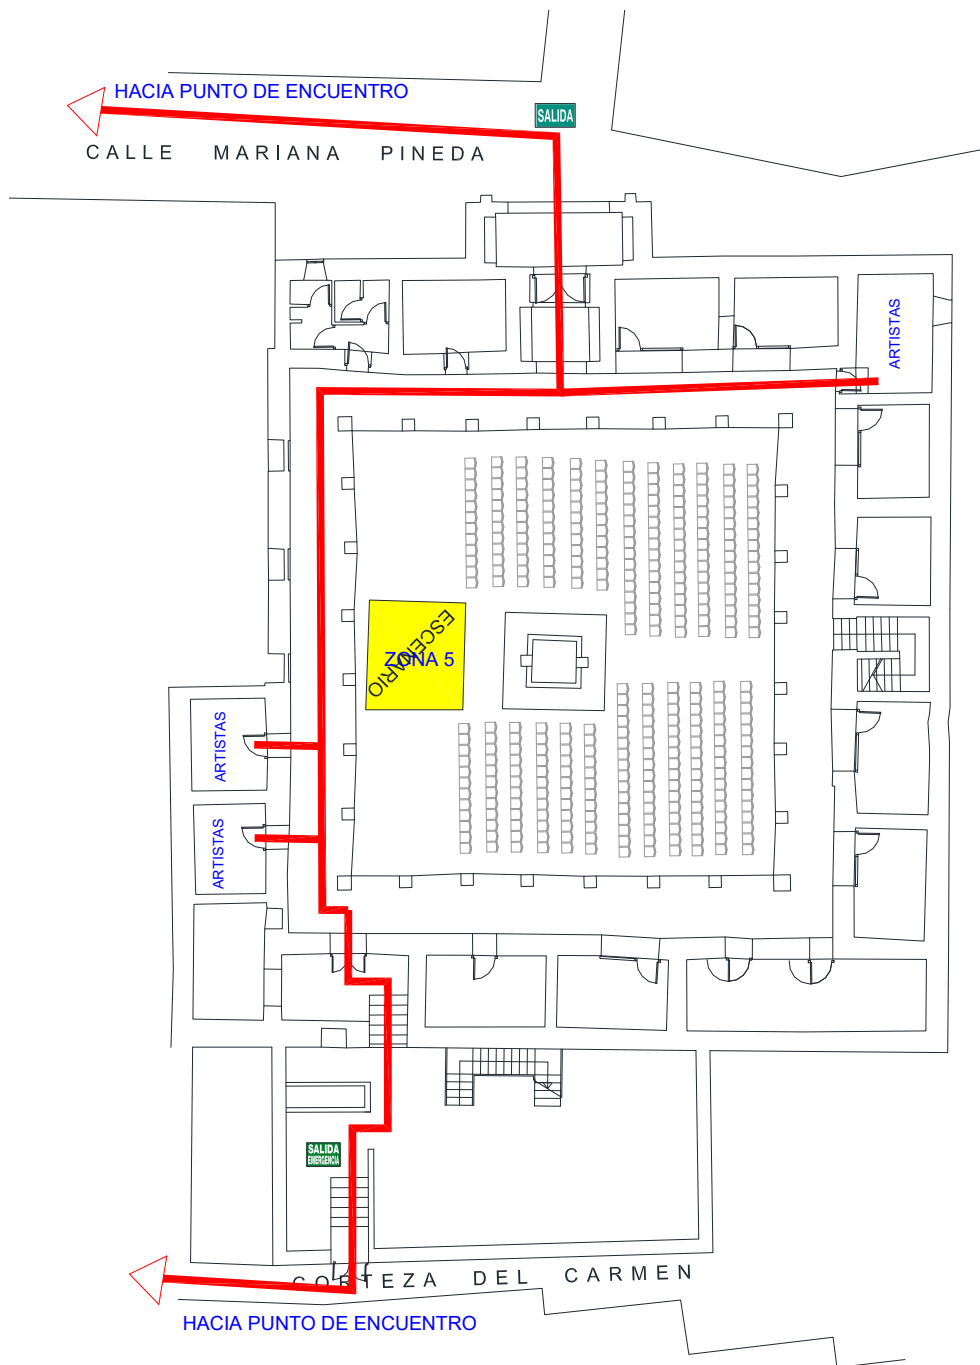 HACIA PUNTO DE ENCUENTRO
SALIDA
CALLE MARIANA PINEDA
ARTISTAS
ESCENARIO
ZONA 5
ARTISTAS
ARTISTAS
SALIDA
EMERGENCIA
CORTEZA DEL CARMEN
HACIA PUNTO DE ENCUENTRO